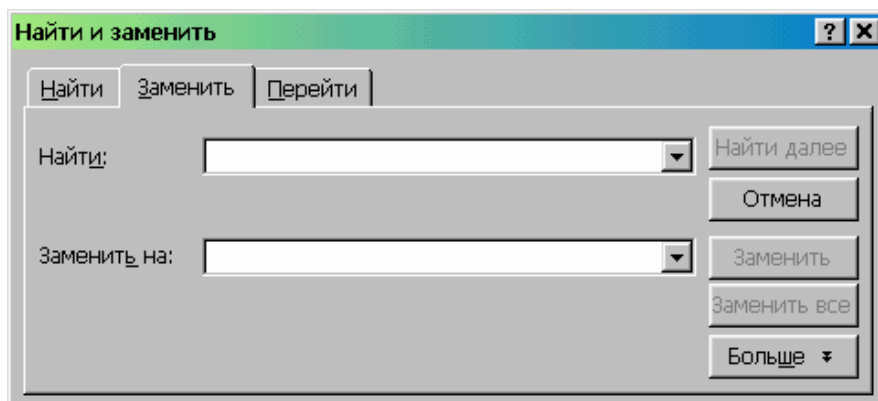 Найти и заменить
Найти Заменить Перейти
Найти: Найти далее
Отмена
Заменить на: Заменить
Заменить все
Больше